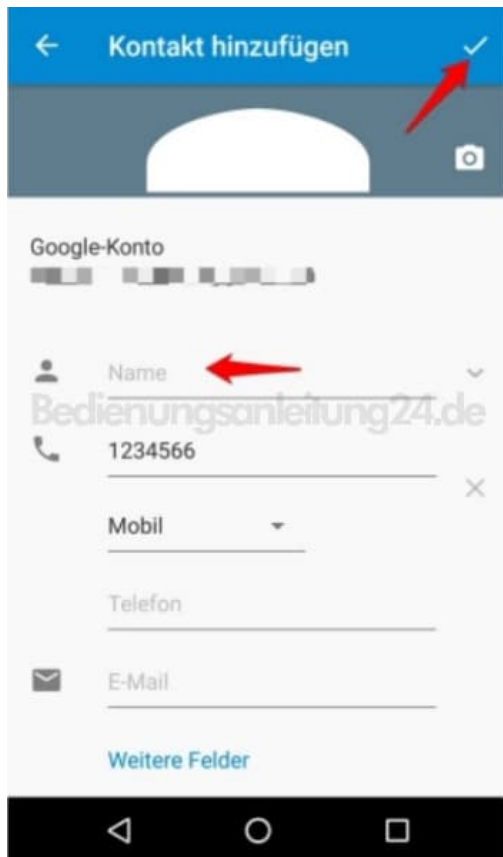 Kontakt hinzufügen
Google-Konto
Name
Bedienungsanleitung24.de
1234566
Mobil
Telefon
E-Mail
Weitere Felder